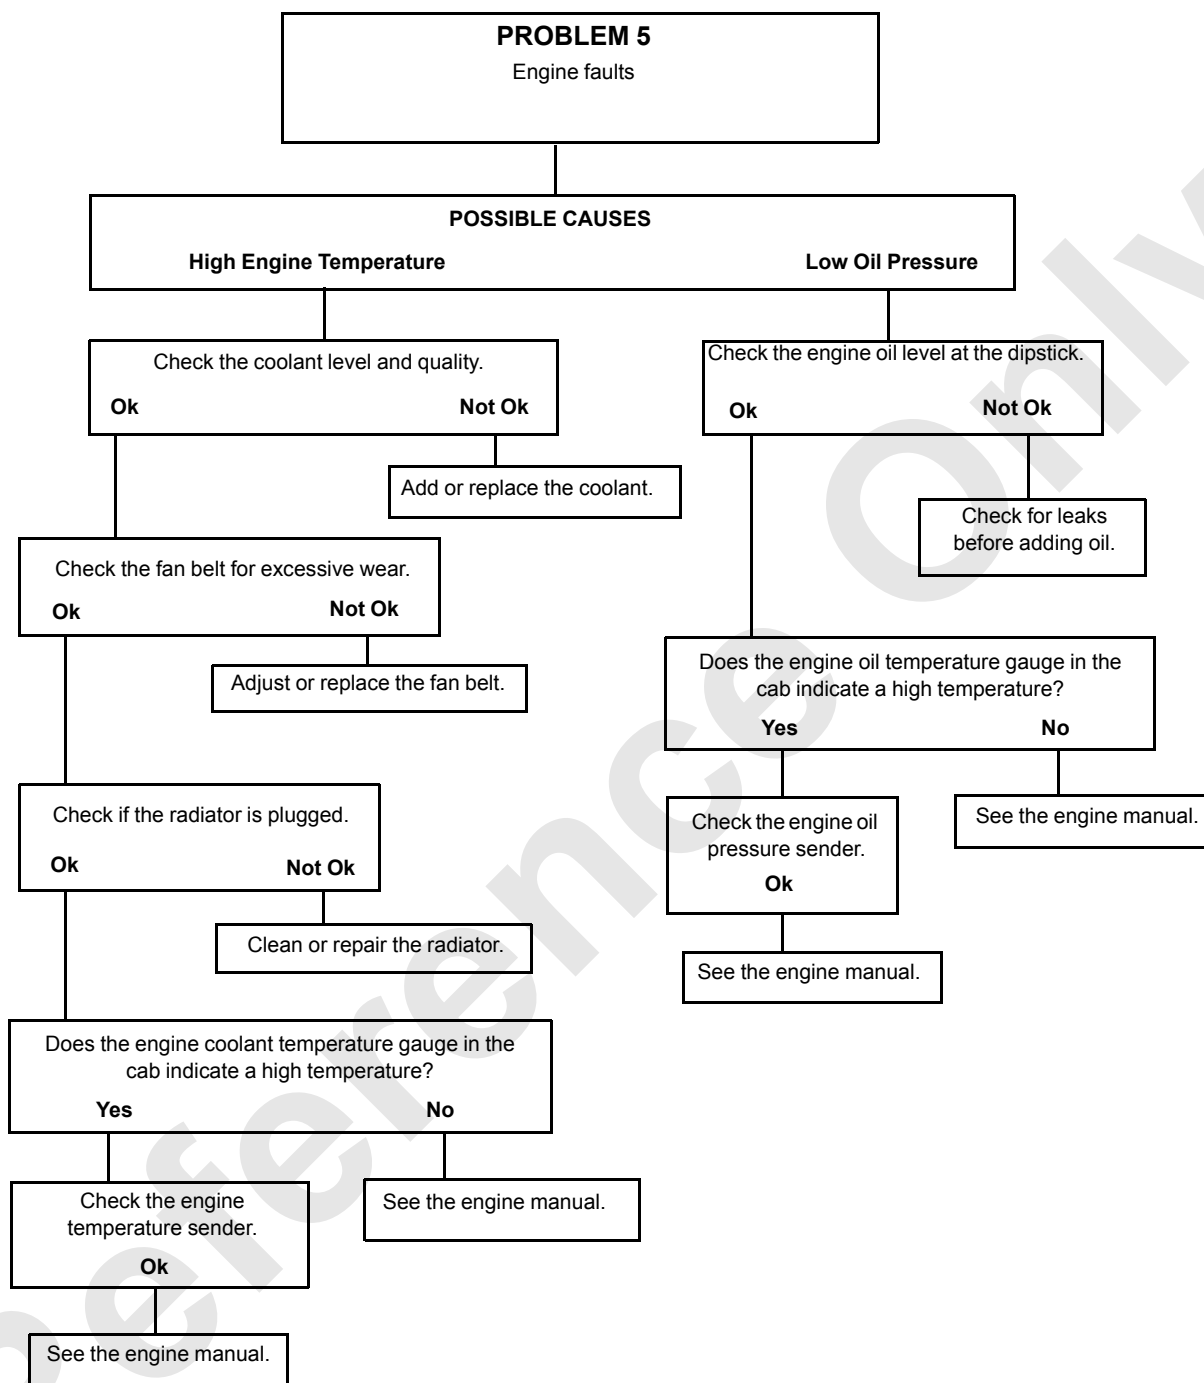 PROBLEM 5
Engine faults
POSSIBLE CAUSES
High Engine Temperature
Low Oil Pressure
Check the coolant level and quality.
Ok
Not Ok
Add or replace the coolant.
Check the fan belt for excessive wear.
Ok
Not Ok
Adjust or replace the fan belt.
Check if the radiator is plugged.
Ok
Not Ok
Clean or repair the radiator.
Does the engine coolant temperature gauge in the
cab indicate a high temperature?
Yes
No
Check the engine
temperature sender.
Ok
See the engine manual.
See the engine manual.
Check the engine oil level at the dipstick.
Ok
Not Ok
Check for leaks
before adding oil.
Does the engine oil temperature gauge in the
cab indicate a high temperature?
Yes
No
Check the engine oil
pressure sender.
Ok
See the engine manual.
See the engine manual.
Reference Only